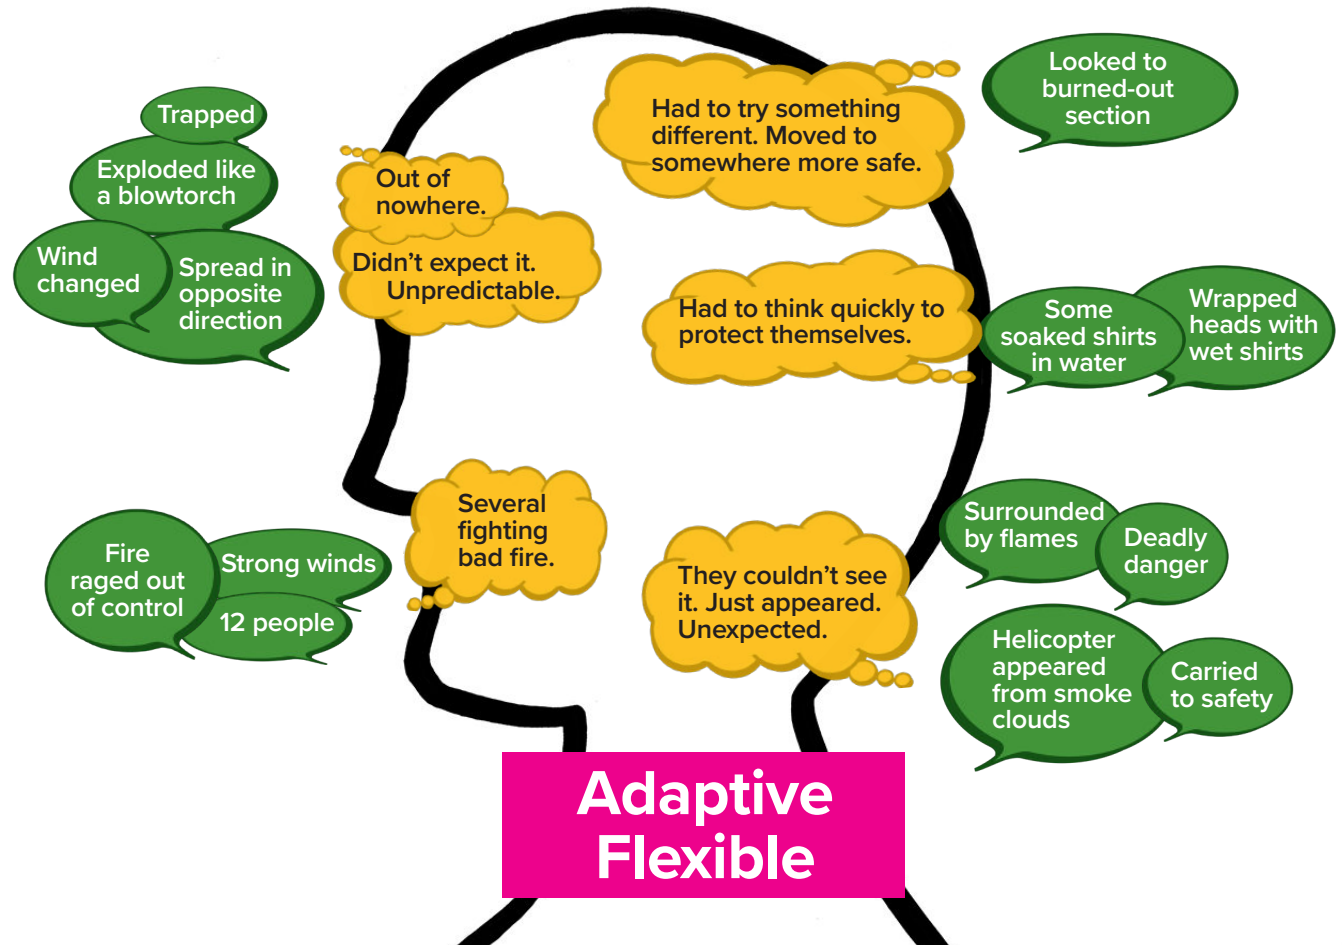 Trapped
Exploded like
a blowtorch
Wind
changed
Spread in
opposite
direction
Out of
nowhere.
Didn’t expect it.
Unpredictable.
Had to try something
different. Moved to
somewhere more safe.
Looked to
burned-out
section
Had to think quickly to
protect themselves.
Some
soaked shirts
in water
Wrapped
heads with
wet shirts
Fire
raged out
of control
Strong winds
12 people
Several
fighting
bad fire.
They couldn’t see
it. Just appeared.
Unexpected.
Surrounded
by flames
Deadly
danger
Helicopter
appeared
from smoke
clouds
Carried
to safety
Adaptive
Flexible